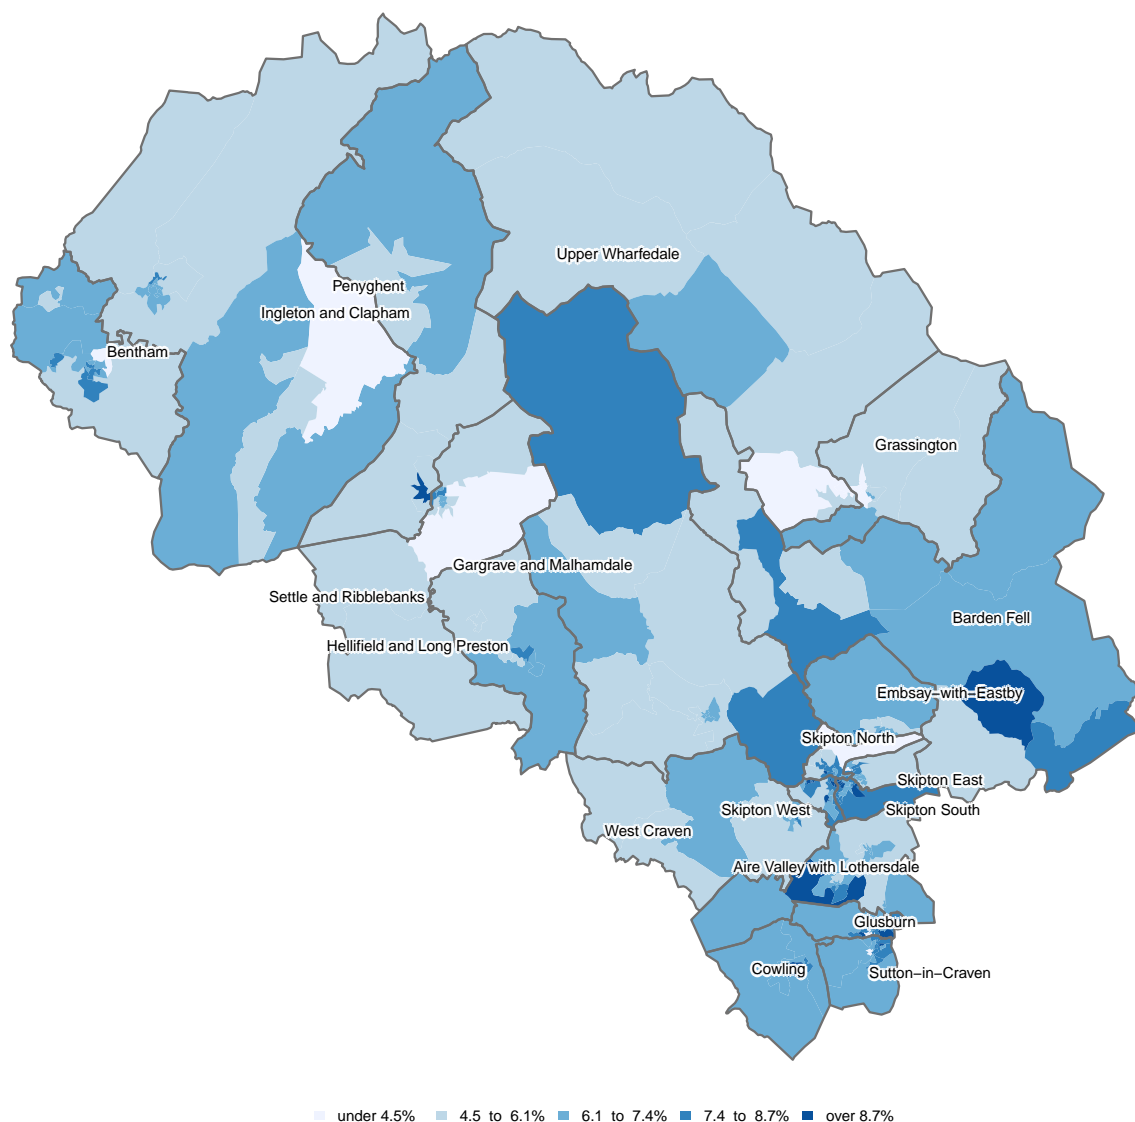 Upper Wharfedale
Penyghent
Ingleton and Clapham
Bentham
Grassington
Gargrave and Malhamdale
Settle and Ribblebanks
Barden Fell
Hellifield and Long Preston
Embsay−with−Eastby
Skipton North
Skipton East
Skipton West
Skipton South
West Craven
Aire Valley with Lothersdale
Glusburn
Cowling
Sutton−in−Craven
under 4.5% 4.5 to 6.1% 6.1 to 7.4% 7.4 to 8.7% over 8.7%